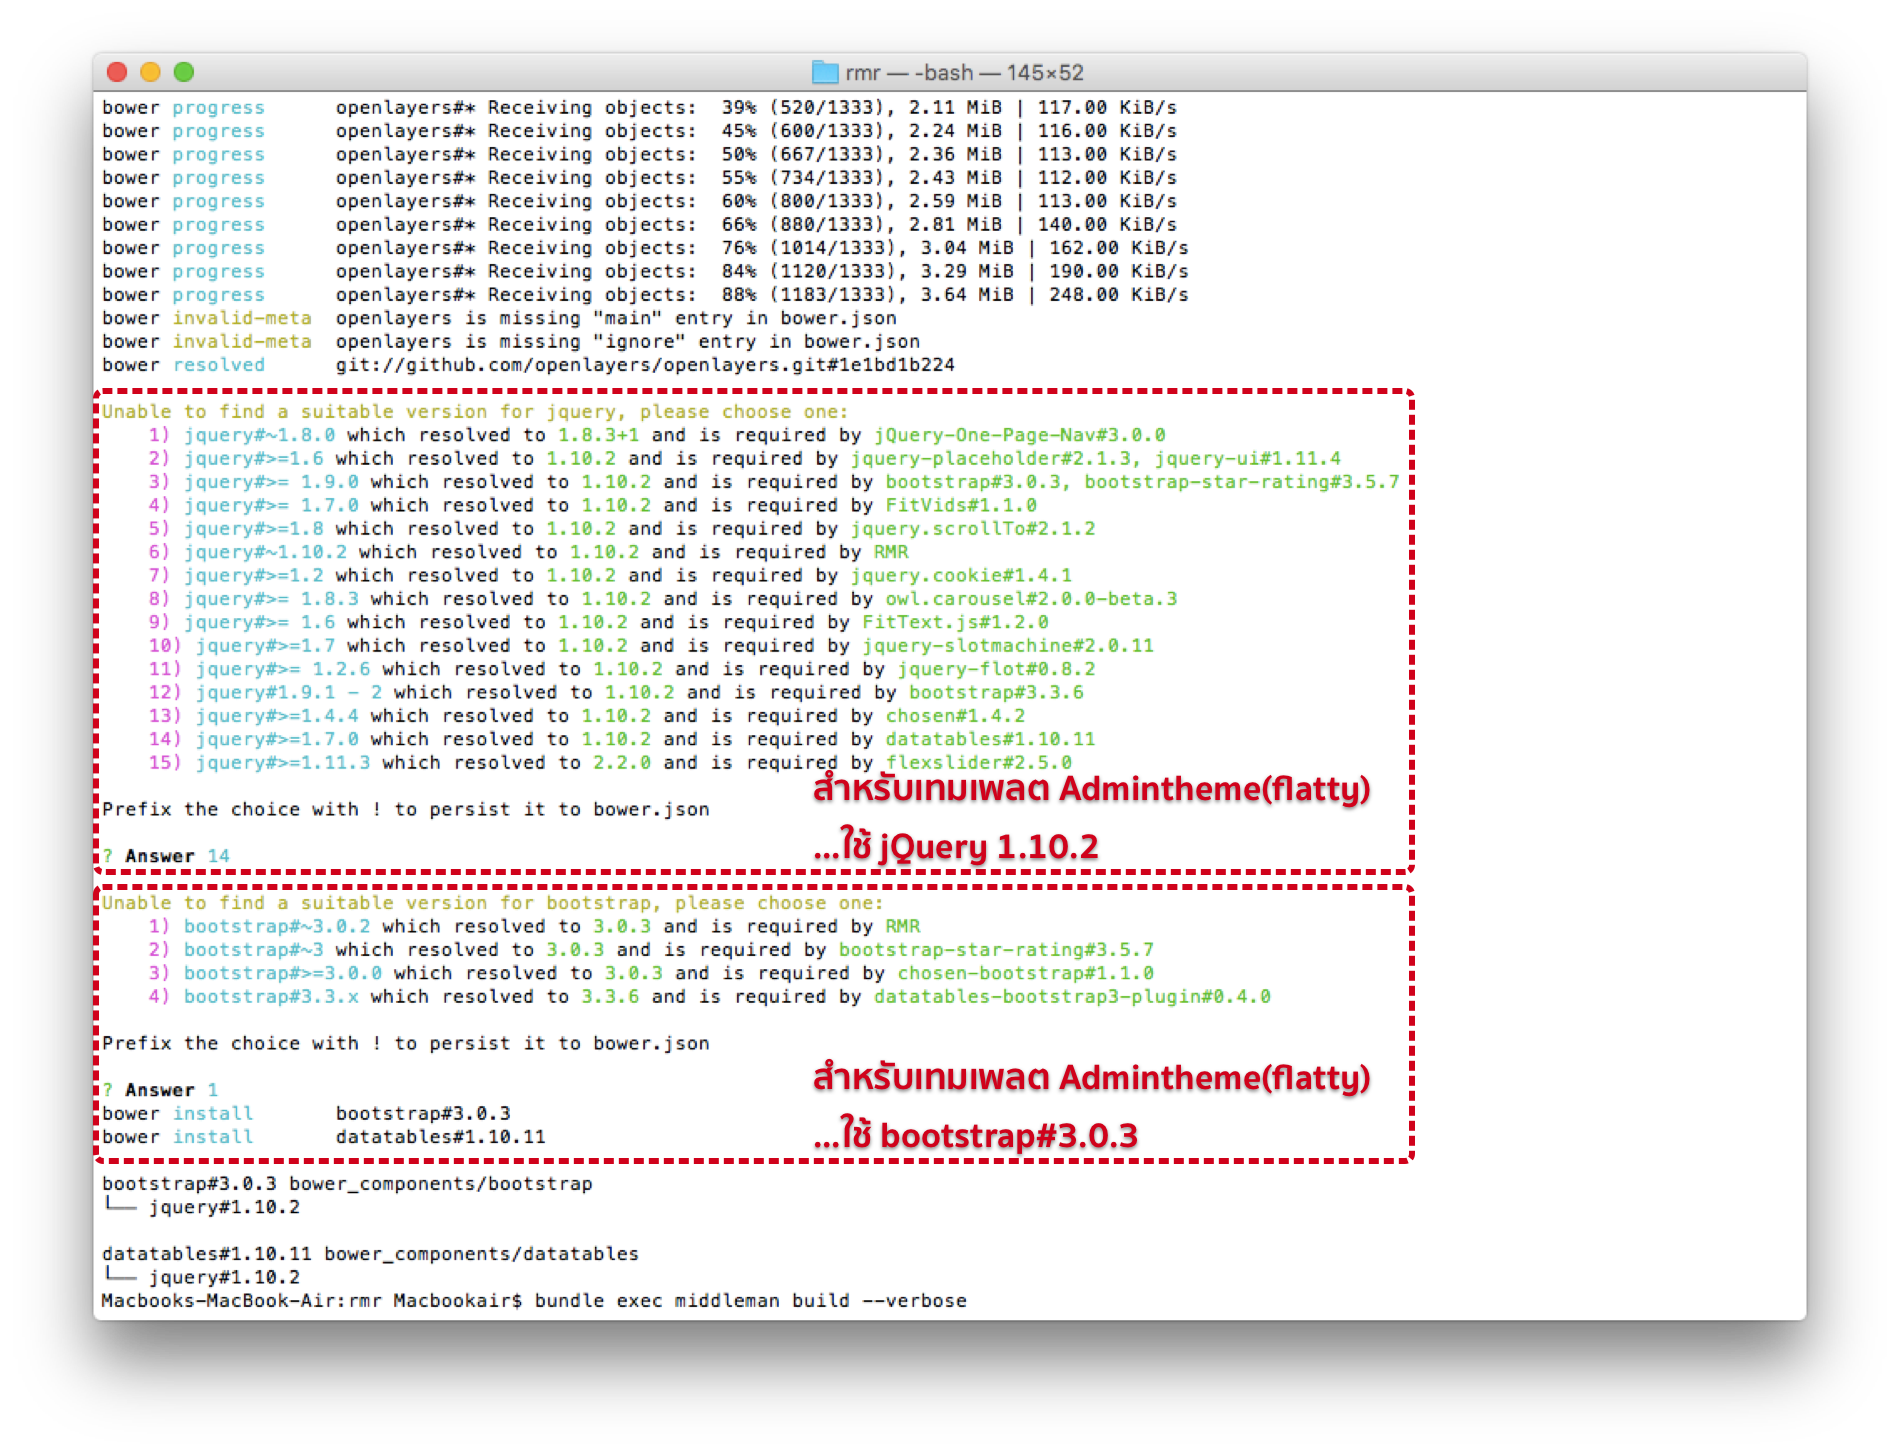 rmr — -bash — 145×52
bower progress openlayers#* Receiving objects: 39% (520/1333), 2.11 MiB | 117.00 KiB/s
bower progress openlayers#* Receiving objects: 45% (600/1333), 2.24 MiB | 116.00 KiB/s
bower progress openlayers#* Receiving objects: 50% (667/1333), 2.36 MiB | 113.00 KiB/s
bower progress openlayers#* Receiving objects: 55% (734/1333), 2.43 MiB | 112.00 KiB/s
bower progress openlayers#* Receiving objects: 60% (800/1333), 2.59 MiB | 113.00 KiB/s
bower progress openlayers#* Receiving objects: 66% (880/1333), 2.81 MiB | 140.00 KiB/s
bower progress openlayers#* Receiving objects: 76% (1014/1333), 3.04 MiB | 162.00 KiB/s
bower progress openlayers#* Receiving objects: 84% (1120/1333), 3.29 MiB | 190.00 KiB/s
bower progress openlayers#* Receiving objects: 88% (1183/1333), 3.64 MiB | 248.00 KiB/s
bower invalid-meta openlayers is missing "main" entry in bower.json
bower invalid-meta openlayers is missing "ignore" entry in bower.json
bower resolved git://github.com/openlayers/openlayers.git#1e1bd1b224
Unable to find a suitable version for jquery, please choose one:
1) jquery#~1.8.0 which resolved to 1.8.3+1 and is required by jQuery-One-Page-Nav#3.0.0
2) jquery#>=1.6 which resolved to 1.10.2 and is required by jquery-placeholder#2.1.3, jquery-ui#1.11.4
3) jquery#>= 1.9.0 which resolved to 1.10.2 and is required by bootstrap#3.0.3, bootstrap-star-rating#3.5.7
4) jquery#>= 1.7.0 which resolved to 1.10.2 and is required by FitVids#1.1.0
5) jquery#>=1.8 which resolved to 1.10.2 and is required by jquery.scrollTo#2.1.2
6) jquery#~1.10.2 which resolved to 1.10.2 and is required by RMR
7) jquery#>=1.2 which resolved to 1.10.2 and is required by jquery.cookie#1.4.1
8) jquery#>= 1.8.3 which resolved to 1.10.2 and is required by owl.carousel#2.0.0-beta.3
9) jquery#>= 1.6 which resolved to 1.10.2 and is required by FitText.js#1.2.0
10) jquery#>=1.7 which resolved to 1.10.2 and is required by jquery-slotmachine#2.0.11
11) jquery#>= 1.2.6 which resolved to 1.10.2 and is required by jquery-flot#0.8.2
12) jquery#1.9.1 - 2 which resolved to 1.10.2 and is required by bootstrap#3.3.6
13) jquery#>=1.4.4 which resolved to 1.10.2 and is required by chosen#1.4.2
14) jquery#>=1.7.0 which resolved to 1.10.2 and is required by datatables#1.10.11
15) jquery#>=1.11.3 which resolved to 2.2.0 and is required by flexslider#2.5.0
สำหรับเทมเพลต Admintheme(flatty)
Prefix the choice with ! to persist it to bower.json
...ใช้ jQuery 1.10.2
? Answer 14
Unable to find a suitable version for bootstrap, please choose one:
1) bootstrap#~3.0.2 which resolved to 3.0.3 and is required by RMR
2) bootstrap#~3 which resolved to 3.0.3 and is required by bootstrap-star-rating#3.5.7
3) bootstrap#>=3.0.0 which resolved to 3.0.3 and is required by chosen-bootstrap#1.1.0
4) bootstrap#3.3.x which resolved to 3.3.6 and is required by datatables-bootstrap3-plugin#0.4.0
Prefix the choice with ! to persist it to bower.json
สำหรับเทมเพลต Admintheme(flatty)
? Answer 1
bower install bootstrap#3.0.3
bower install datatables#1.10.11
...ใช้ bootstrap#3.0.3
bootstrap#3.0.3 bower_components/bootstrap
└── jquery#1.10.2
datatables#1.10.11 bower_components/datatables
└── jquery#1.10.2
Macbooks-MacBook-Air:rmr Macbookair$ bundle exec middleman build --verbose